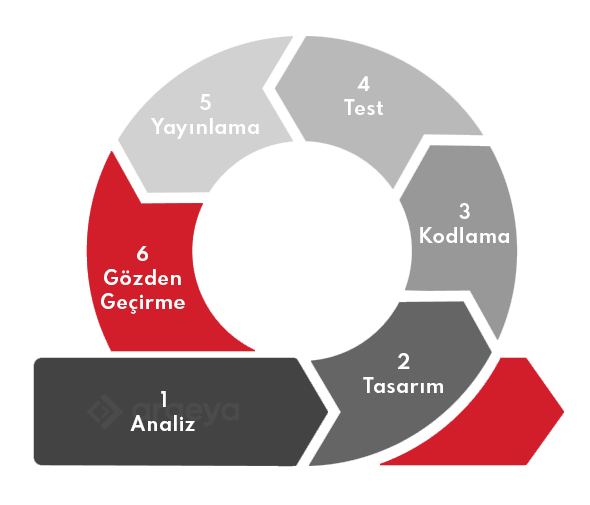 1
Analiz
2
Tasarım
3
Kodlama
4
Test
5
Yayınlama
6
Gözden
Geçirme